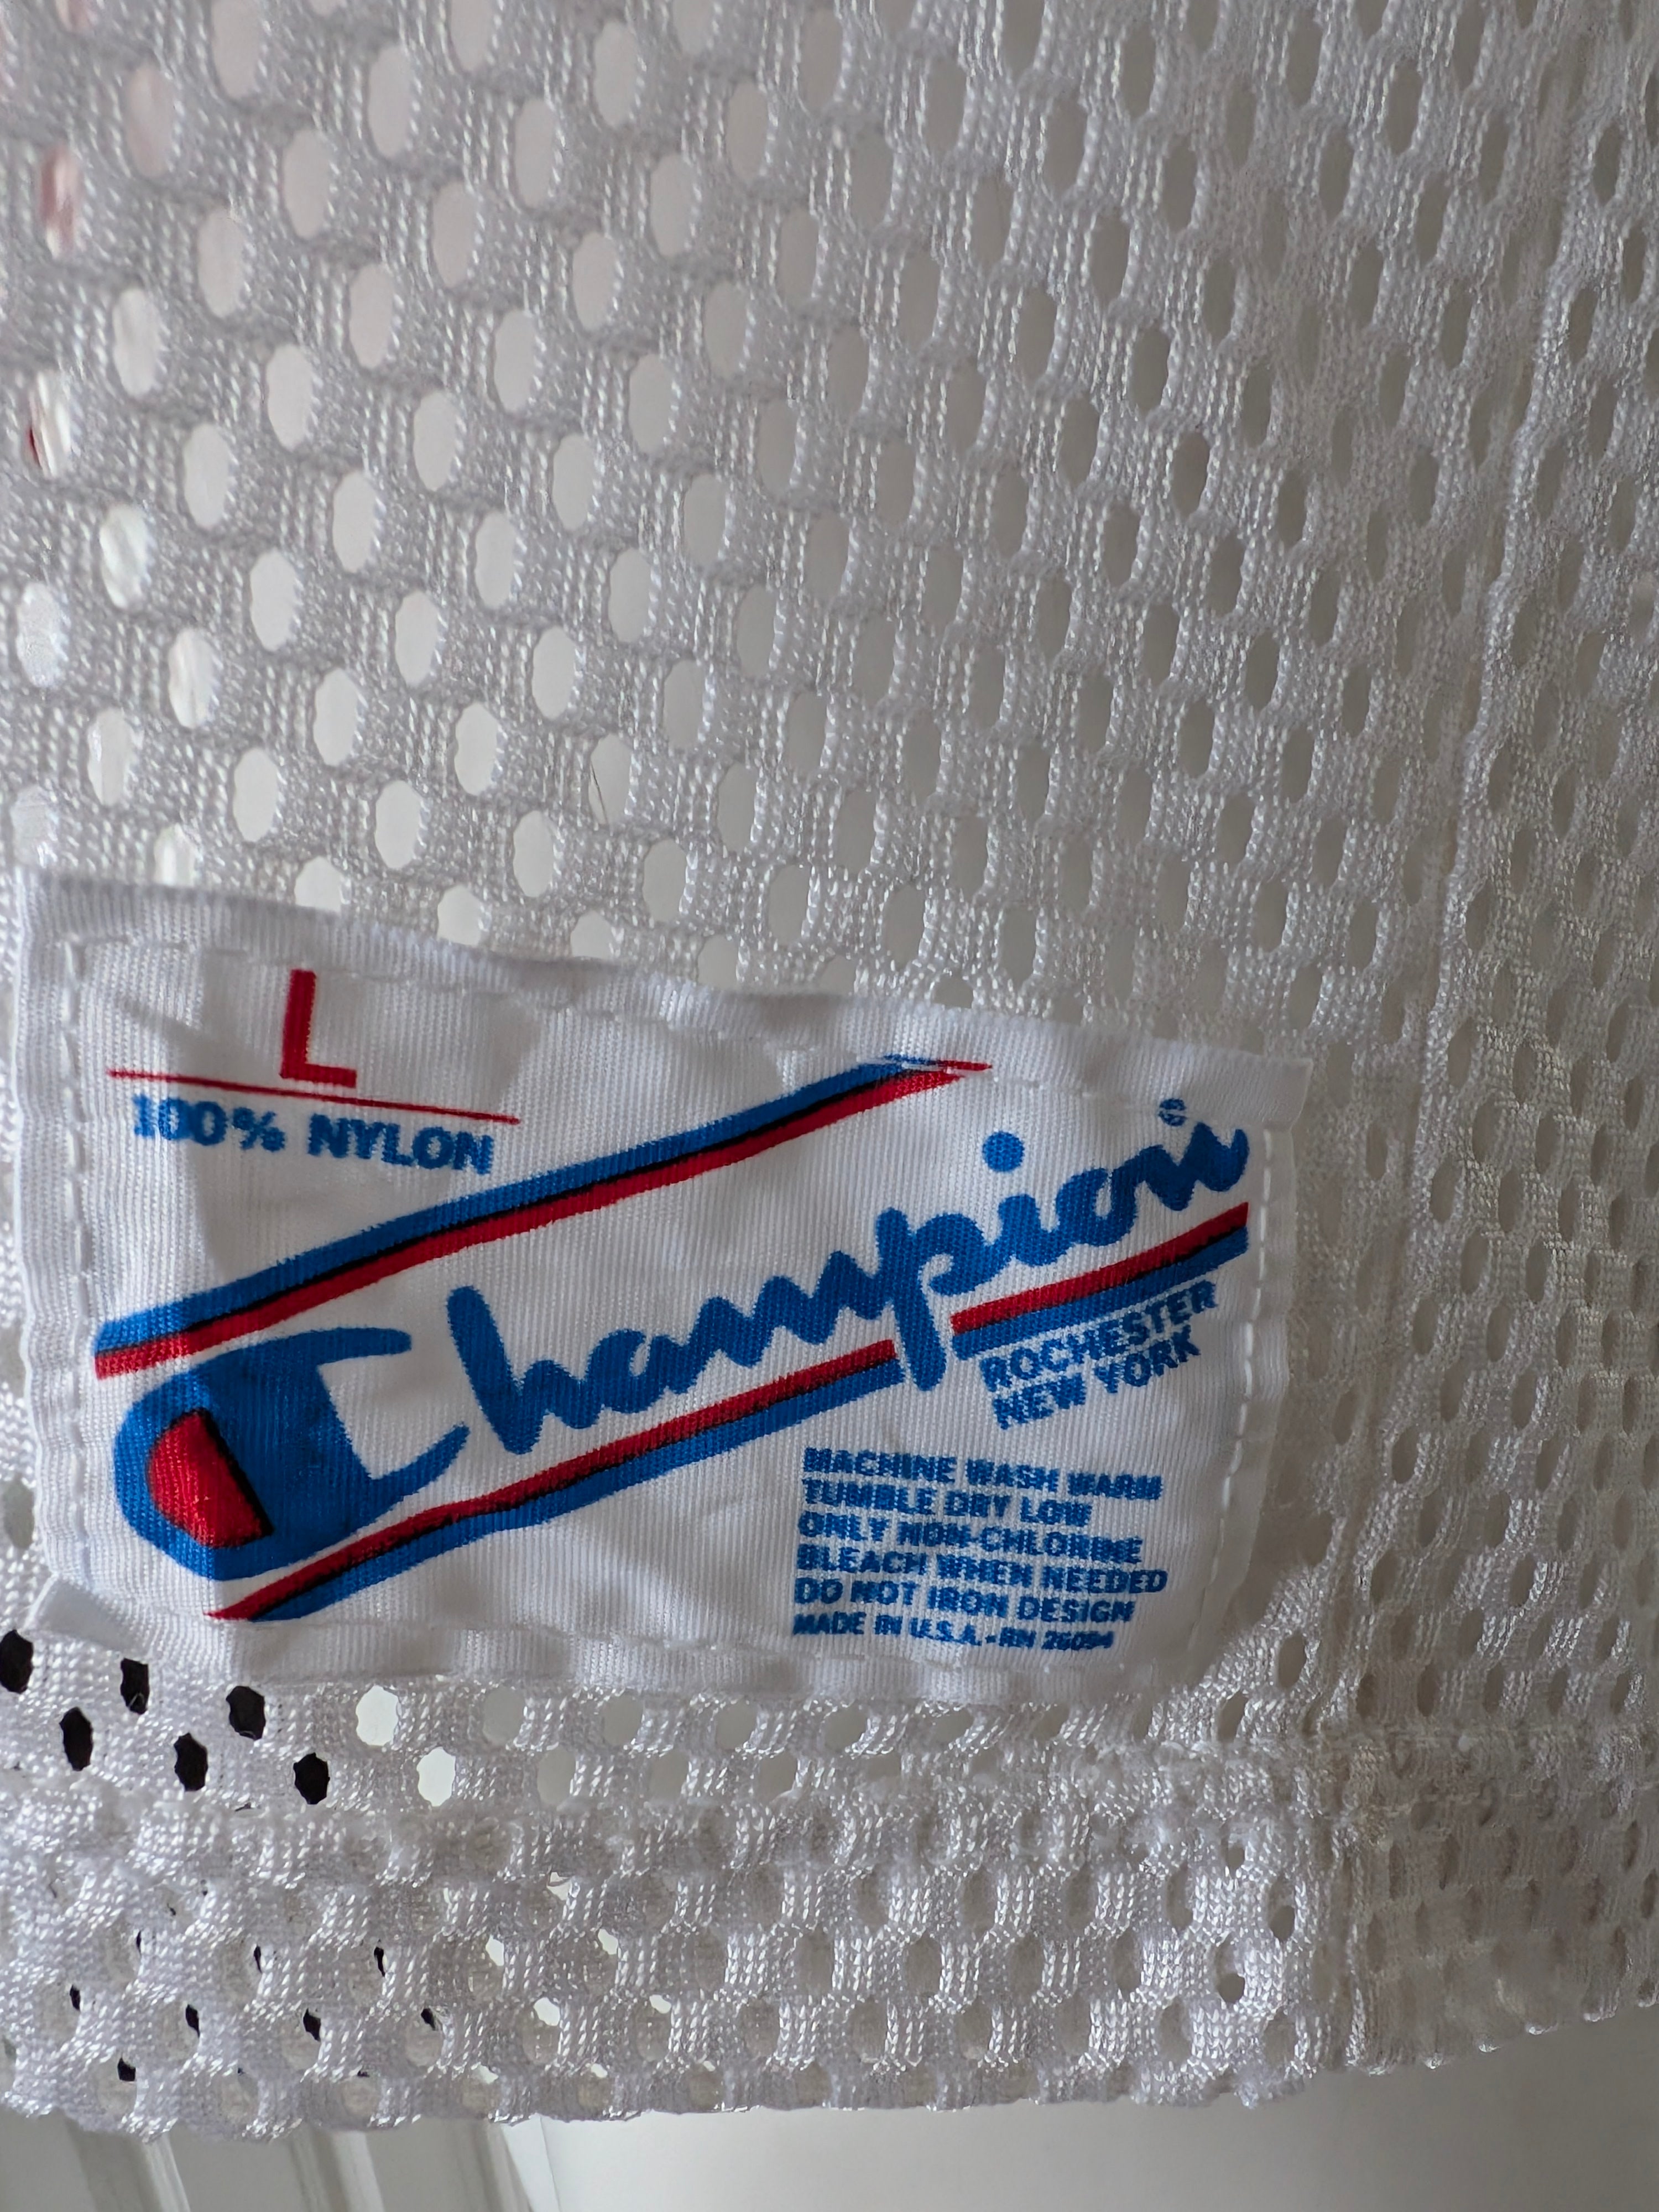 L
100% NYLON
Champion®
ROCHESTER
NEW YORK
MACHINE WASH WARM
TUMBLE DRY LOW
ONLY NON-CHLORINE
BLEACH WHEN NEEDED
DO NOT IRON DESIGN
MADE IN U.S.A.-RN 26094